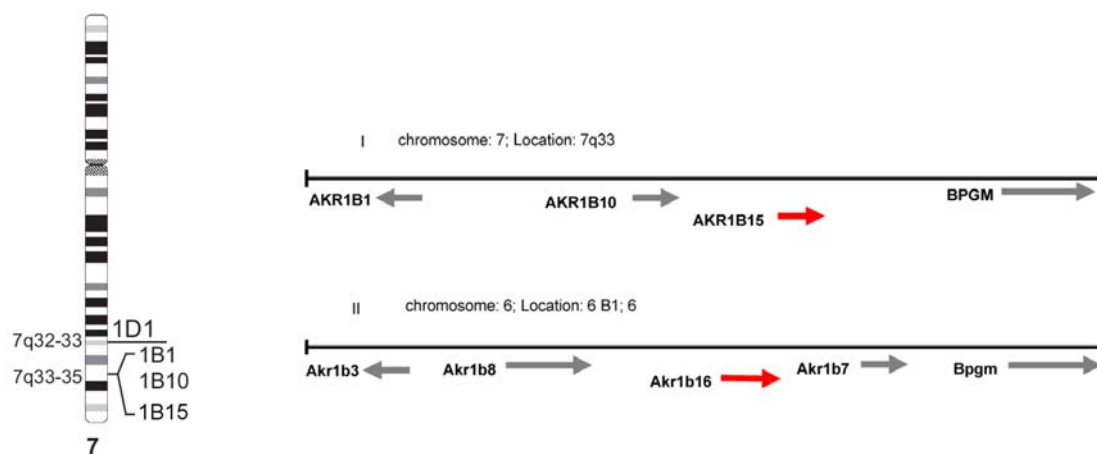 I chromosome: 7; Location: 7q33
AKR1B1 AKR1B10 AKR1B15 BPGM
II chromosome: 6; Location: 6 B1; 6
Akr1b3 Akr1b8 Akr1b16 Akr1b7 Bpgm
7q32-33 1D1
1B1
7q33-35 1B10
1B15
7